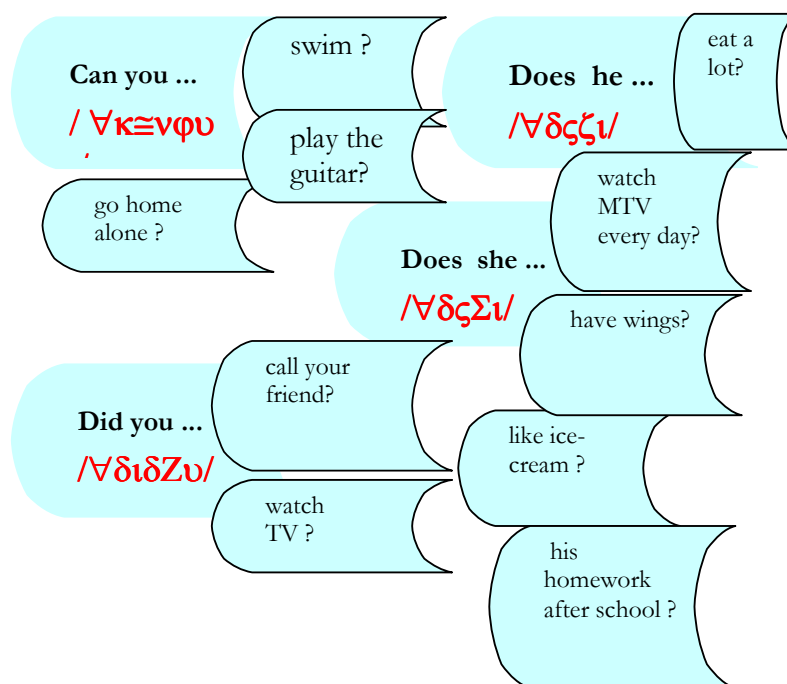 Can you ...
/ ∀κ≅νφυ
′
swim ?
play the
guitar?
go home
alone ?
Does he ...
/∀δςζι/
eat a
lot?
watch
MTV
every day?
Does she ...
/∀δςΣι/
have wings?
like ice-
cream ?
his
homework
after school ?
Did you ...
/∀διδΖυ/
call your
friend?
watch
TV ?